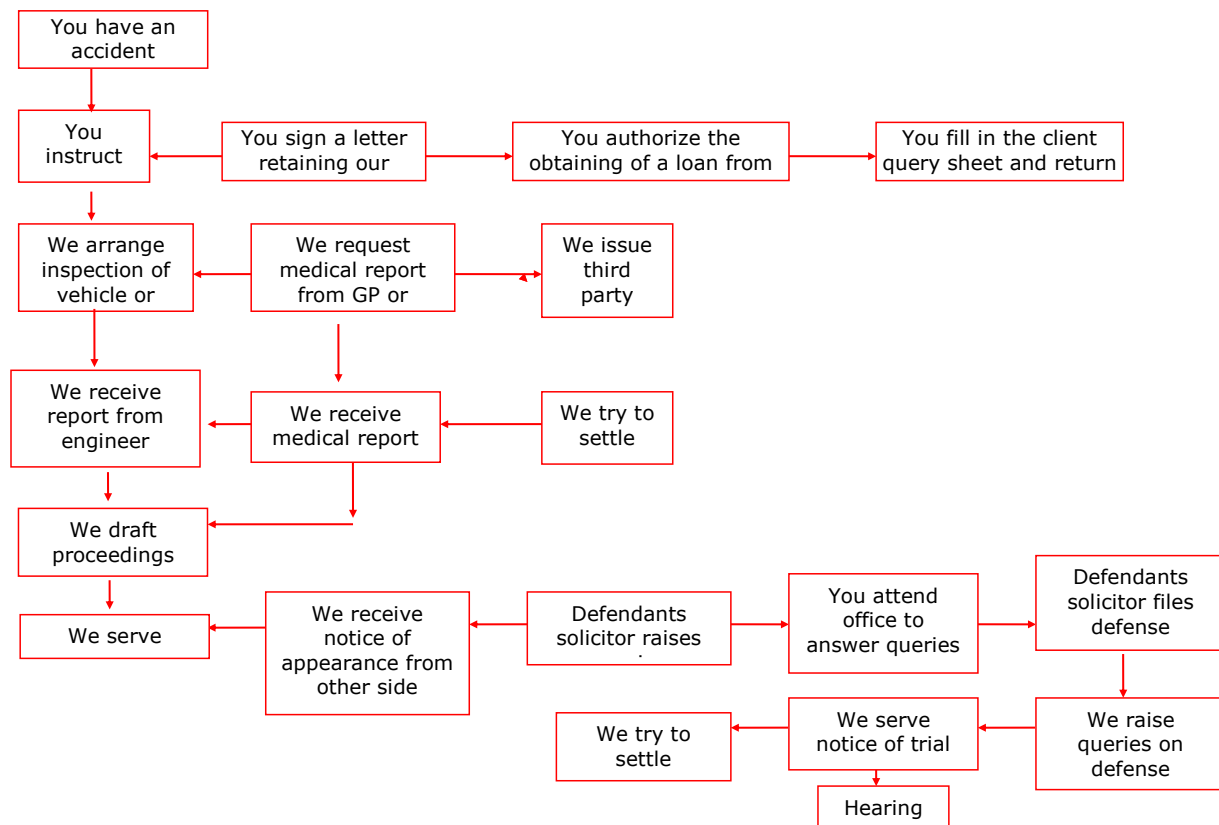 You have an
accident
You
instruct
You sign a letter
retaining our
You authorize the
obtaining of a loan from
You fill in the client
query sheet and return
We arrange
inspection of
vehicle or
We request
medical report
from GP or
We issue
third
party
We receive
report from
engineer
We receive
medical report
We try to
settle
We draft
proceedings
We serve
We receive
notice of
appearance from
other side
Defendants
solicitor raises
You attend
office to
answer queries
Defendants
solicitor files
defense
We try to
settle
We serve
notice of trial
We raise
queries on
defense
Hearing